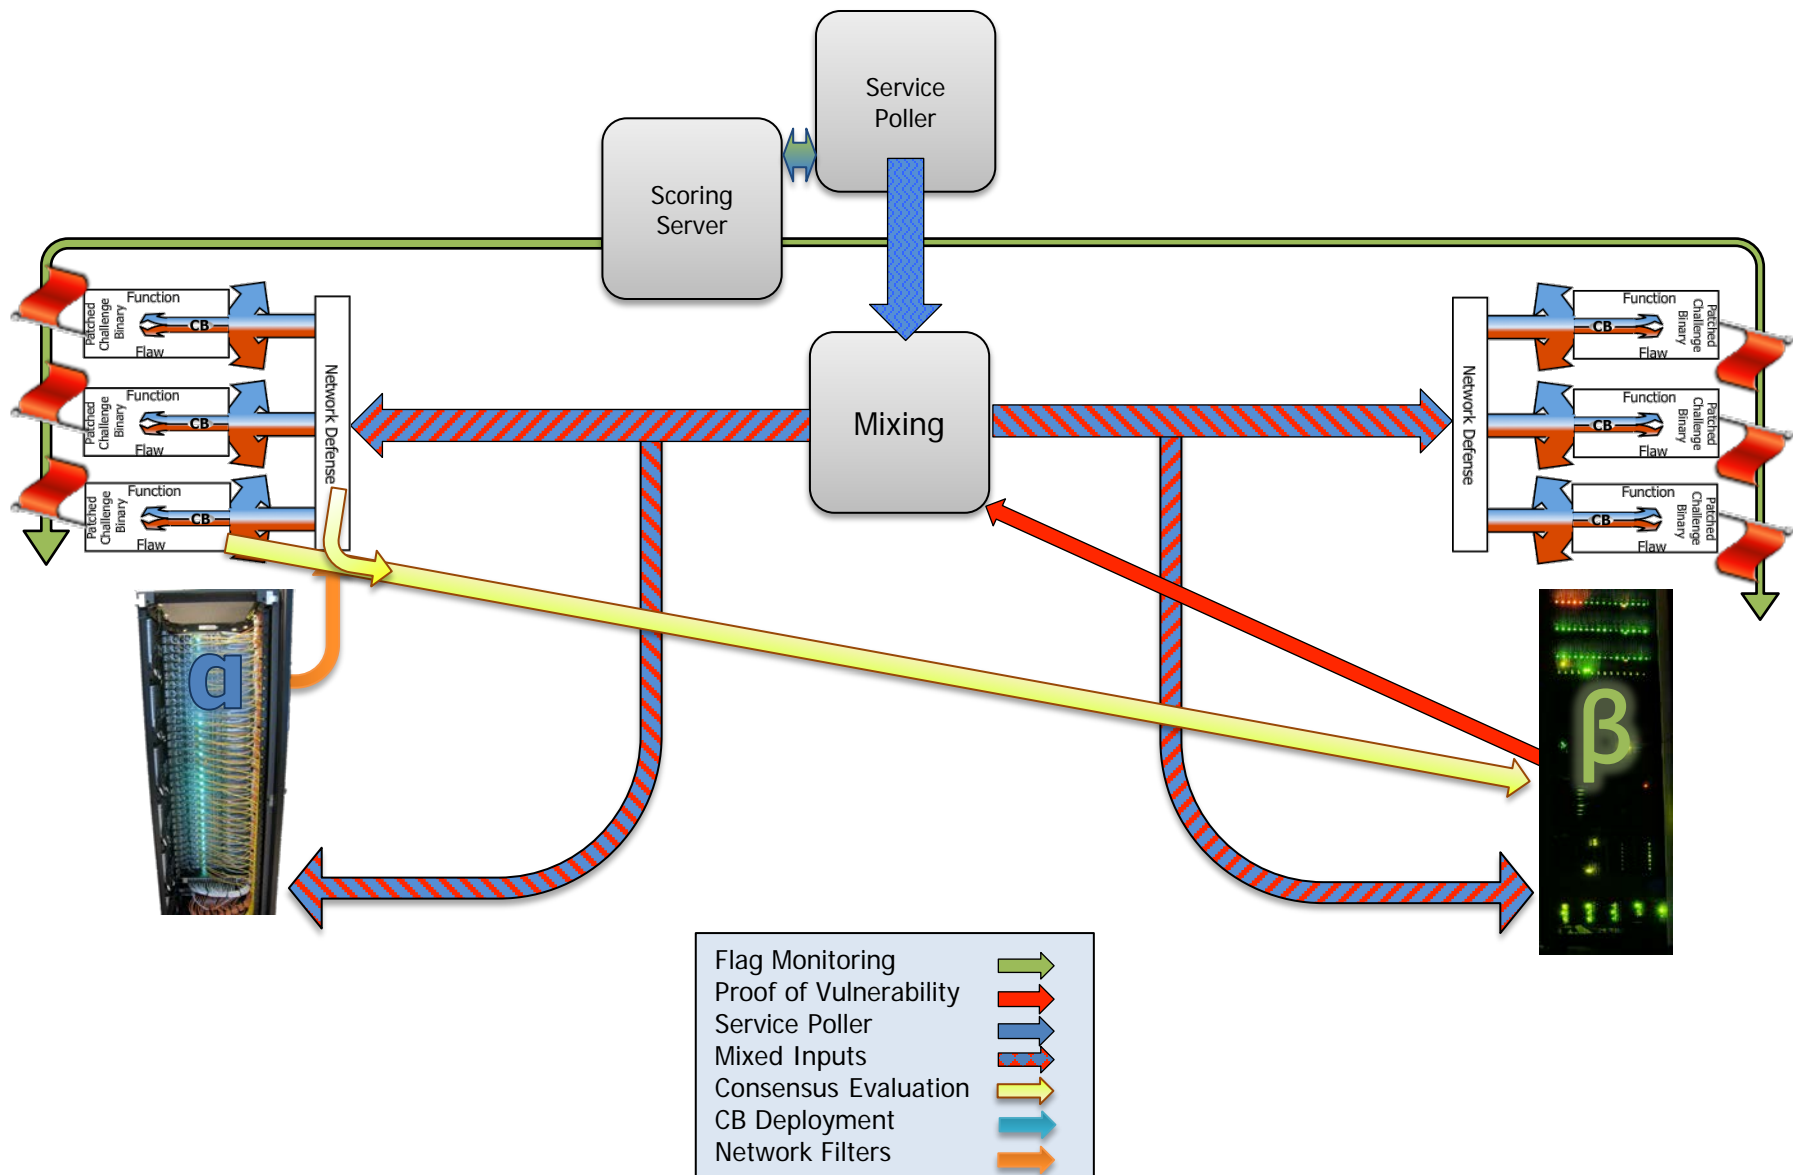 Service
Poller
Scoring
Server
Function
CB
Flaw
Patched
Challenge
Binary
Function
CB
Flaw
Patched
Challenge
Binary
Function
CB
Flaw
Patched
Challenge
Binary
Network Defense
Mixing
Network Defense
Function
CB
Flaw
Patched
Challenge
Binary
Function
CB
Flaw
Patched
Challenge
Binary
Function
CB
Flaw
Patched
Challenge
Binary
α
β
Flag Monitoring
Proof of Vulnerability
Service Poller
Mixed Inputs
Consensus Evaluation
CB Deployment
Network Filters